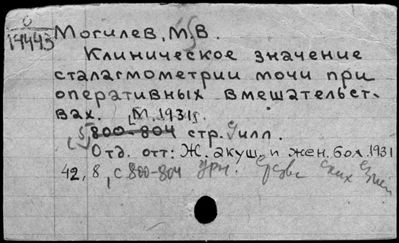 0
14443
Могилев, М.В.
Клиническое значение
сталагмометрии мочи при
оперативных вмешательст-
вах. М. 1931г.
800-804 стр. илл.
Отд. отт: Ж. акуш. и жен. бол. 1931
42, 8, с 800-804